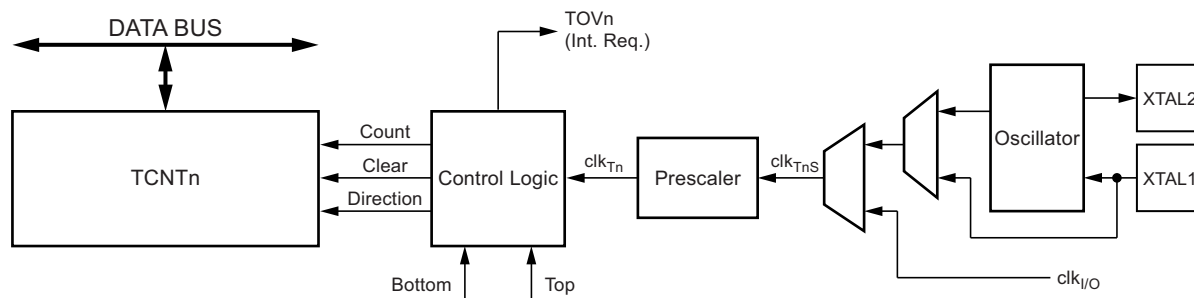 DATA BUS
TOVn
(Int. Req.)
TCNTn
Count
Clear
Direction
Control Logic
Bottom
Top
clkTn
Prescaler
clkTnS
Oscillator
XTAL2
XTAL1
clkI/O